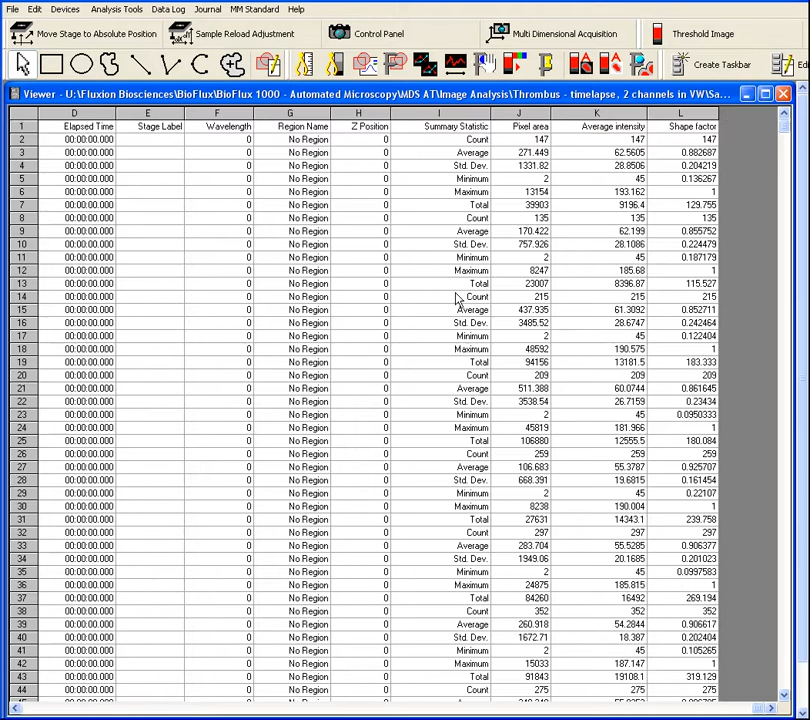 File Edit Devices Analysis Tools Data Log Journal MM Standard Help
Move Stage to Absolute Position Sample Reload Adjustment Control Panel Multi Dimensional Acquisition Threshold Image
Create Taskbar Edi
Viewer - U:\Fluxion Biosciences\BioFlux\BioFlux 1000 - Automated Microscopy\MDS AT\Image Analysis\Thrombus - timelapse, 2 channels in VW\Sa...
D E F G H I J K L
1 Elapsed Time Stage Label Wavelength Region Name Z Position Summary Statistic Pixel area Average intensity Shape factor
2 00:00:00.000 0 No Region 0 Count 147 147 147
3 00:00:00.000 0 No Region 0 Average 271.449 62.5605 0.882687
4 00:00:00.000 0 No Region 0 Std. Dev. 1331.82 28.8506 0.204219
5 00:00:00.000 0 No Region 0 Minimum 2 45 0.136267
6 00:00:00.000 0 No Region 0 Maximum 13154 193.162 1
7 00:00:00.000 0 No Region 0 Total 39903 9196.4 129.755
8 00:00:00.000 0 No Region 0 Count 135 135 135
9 00:00:00.000 0 No Region 0 Average 170.422 62.199 0.855752
10 00:00:00.000 0 No Region 0 Std. Dev. 757.926 28.1086 0.224479
11 00:00:00.000 0 No Region 0 Minimum 2 45 0.187179
12 00:00:00.000 0 No Region 0 Maximum 8247 185.68 1
13 00:00:00.000 0 No Region 0 Total 23007 8396.87 115.527
14 00:00:00.000 0 No Region 0 Count 215 215 215
15 00:00:00.000 0 No Region 0 Average 437.935 61.3092 0.852711
16 00:00:00.000 0 No Region 0 Std. Dev. 3485.52 28.6747 0.242464
17 00:00:00.000 0 No Region 0 Minimum 2 45 0.122404
18 00:00:00.000 0 No Region 0 Maximum 48592 190.575 1
19 00:00:00.000 0 No Region 0 Total 94156 13181.5 183.333
20 00:00:00.000 0 No Region 0 Count 209 209 209
21 00:00:00.000 0 No Region 0 Average 511.388 60.0744 0.861645
22 00:00:00.000 0 No Region 0 Std. Dev. 3538.54 26.7159 0.23434
23 00:00:00.000 0 No Region 0 Minimum 2 45 0.0950333
24 00:00:00.000 0 No Region 0 Maximum 45819 181.966 1
25 00:00:00.000 0 No Region 0 Total 106880 12555.5 180.084
26 00:00:00.000 0 No Region 0 Count 259 259 259
27 00:00:00.000 0 No Region 0 Average 106.683 55.3787 0.925707
28 00:00:00.000 0 No Region 0 Std. Dev. 668.391 19.6815 0.161454
29 00:00:00.000 0 No Region 0 Minimum 2 45 0.22107
30 00:00:00.000 0 No Region 0 Maximum 8238 190.004 1
31 00:00:00.000 0 No Region 0 Total 27631 14343.1 239.758
32 00:00:00.000 0 No Region 0 Count 297 297 297
33 00:00:00.000 0 No Region 0 Average 283.704 55.5285 0.906377
34 00:00:00.000 0 No Region 0 Std. Dev. 1949.06 20.1685 0.201023
35 00:00:00.000 0 No Region 0 Minimum 2 45 0.0997583
36 00:00:00.000 0 No Region 0 Maximum 24875 185.815 1
37 00:00:00.000 0 No Region 0 Total 84260 16492 269.194
38 00:00:00.000 0 No Region 0 Count 352 352 352
39 00:00:00.000 0 No Region 0 Average 260.918 54.2844 0.906617
40 00:00:00.000 0 No Region 0 Std. Dev. 1672.71 18.387 0.202404
41 00:00:00.000 0 No Region 0 Minimum 2 45 0.105265
42 00:00:00.000 0 No Region 0 Maximum 15033 187.147 1
43 00:00:00.000 0 No Region 0 Total 91843 19108.1 319.129
44 00:00:00.000 0 No Region 0 Count 275 275 275